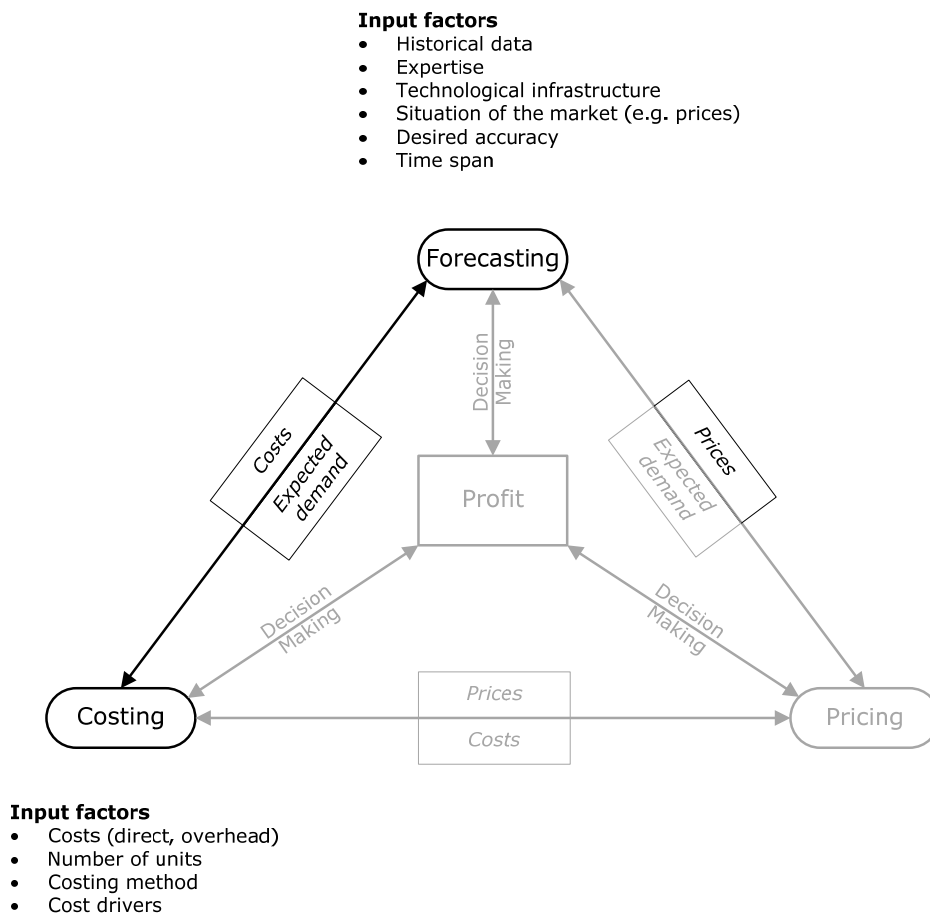 Input factors
• Historical data
• Expertise
• Technological infrastructure
• Situation of the market (e.g. prices)
• Desired accuracy
• Time span
Forecasting
Decision
Making
Costs
Expected
demand
Prices
Expected
demand
Profit
Decision
Making
Decision
Making
Costing
Prices
Costs
Pricing
Input factors
• Costs (direct, overhead)
• Number of units
• Costing method
• Cost drivers